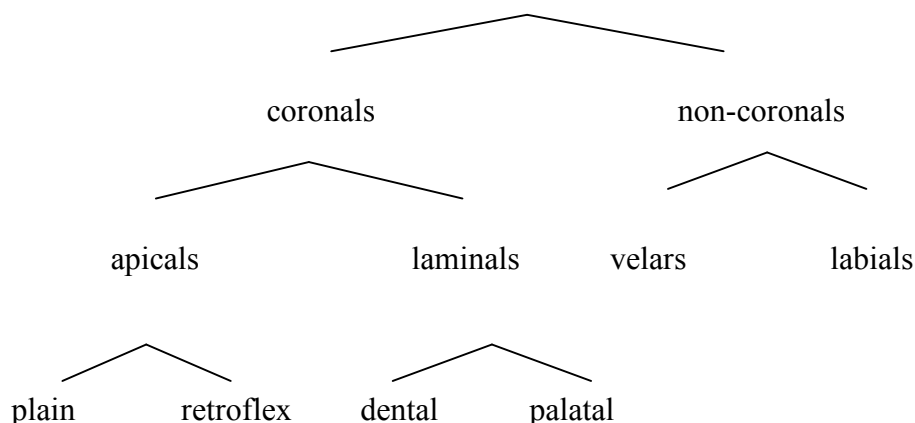 coronals non-coronals
apicals laminals velars labials
plain retroflex dental palatal